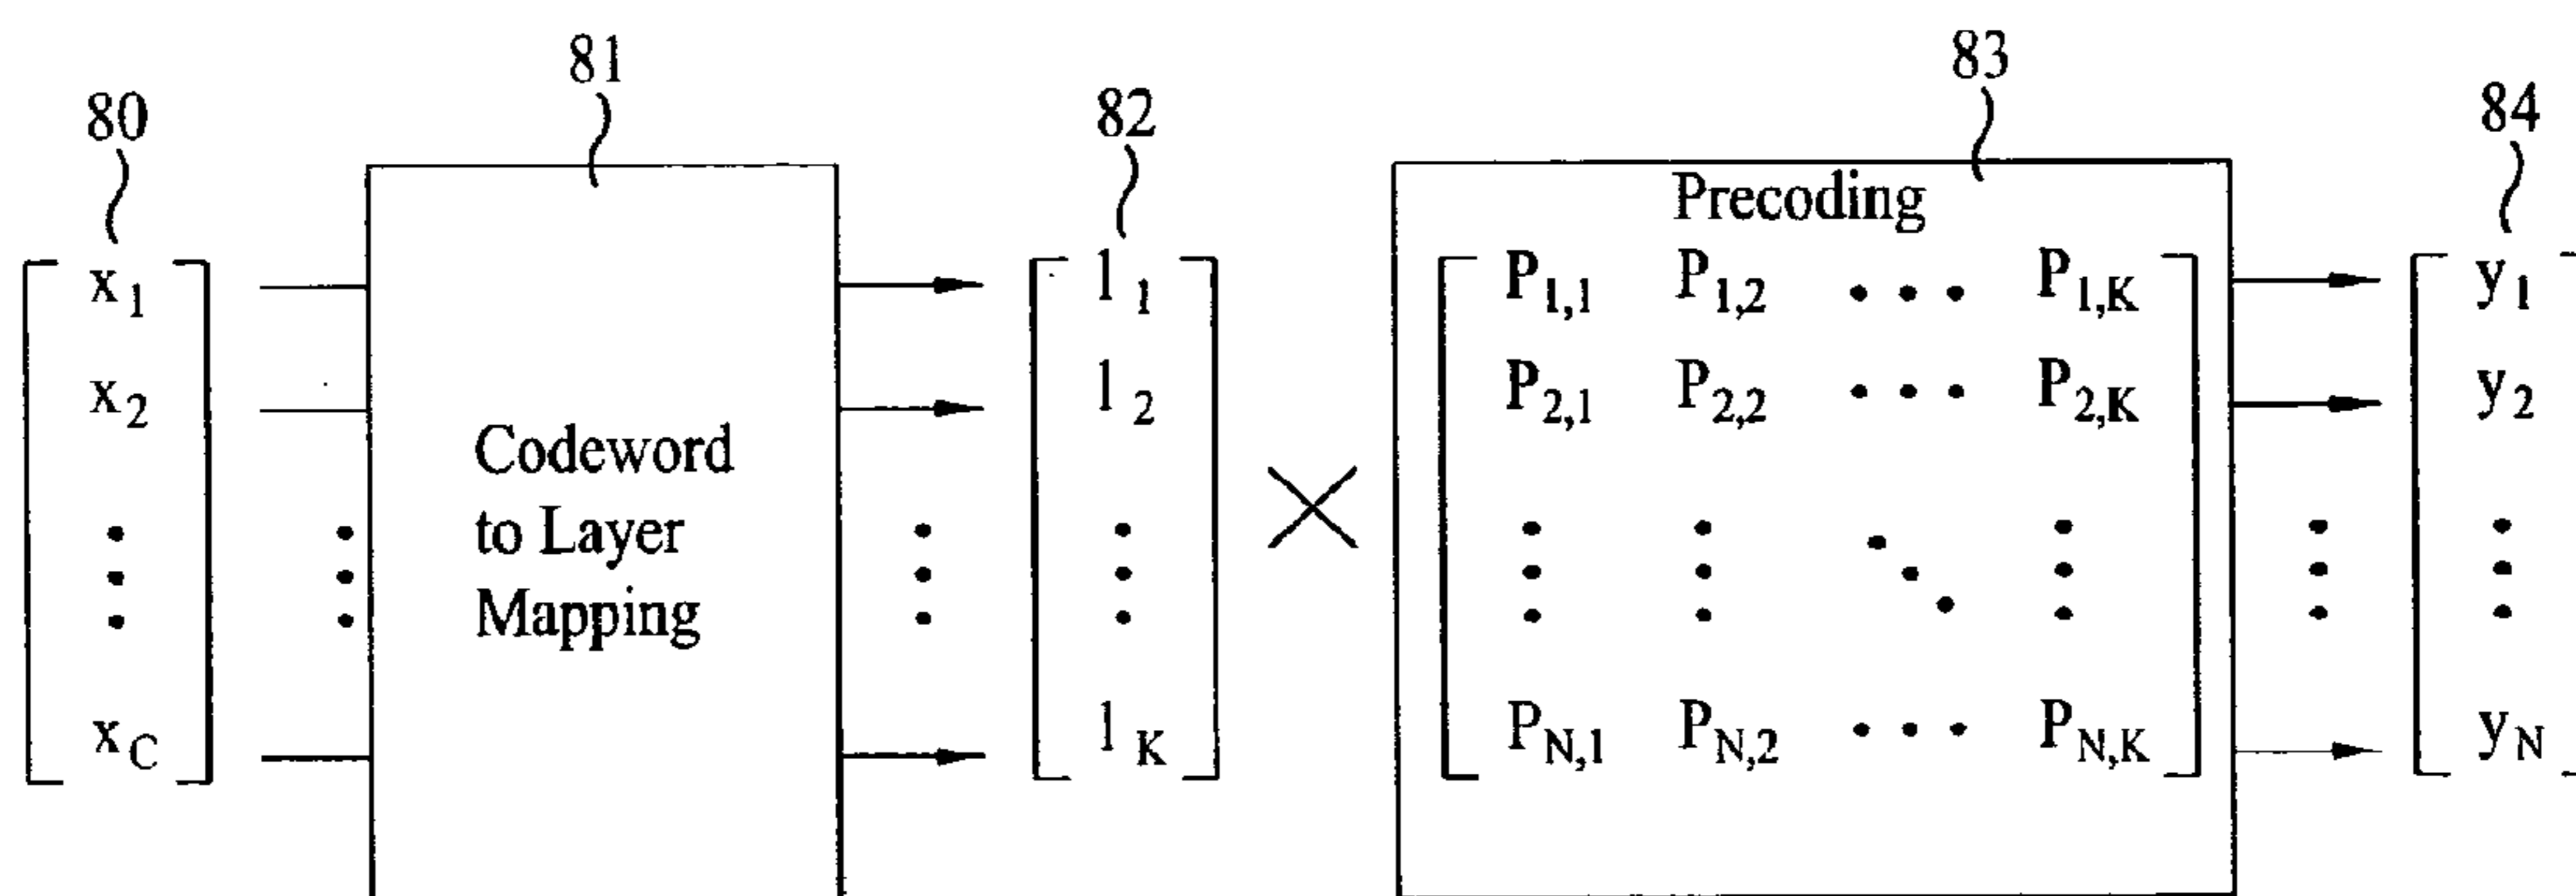 80
81
82
83
84
Precoding
x1
l1
P1,1 P1,2 • • • P1,K
y1
x2
l2
P2,1 P2,2 • • • P2,K
y2
Codeword
to Layer
Mapping
×
xC
lK
PN,1 PN,2 • • • PN,K
yN